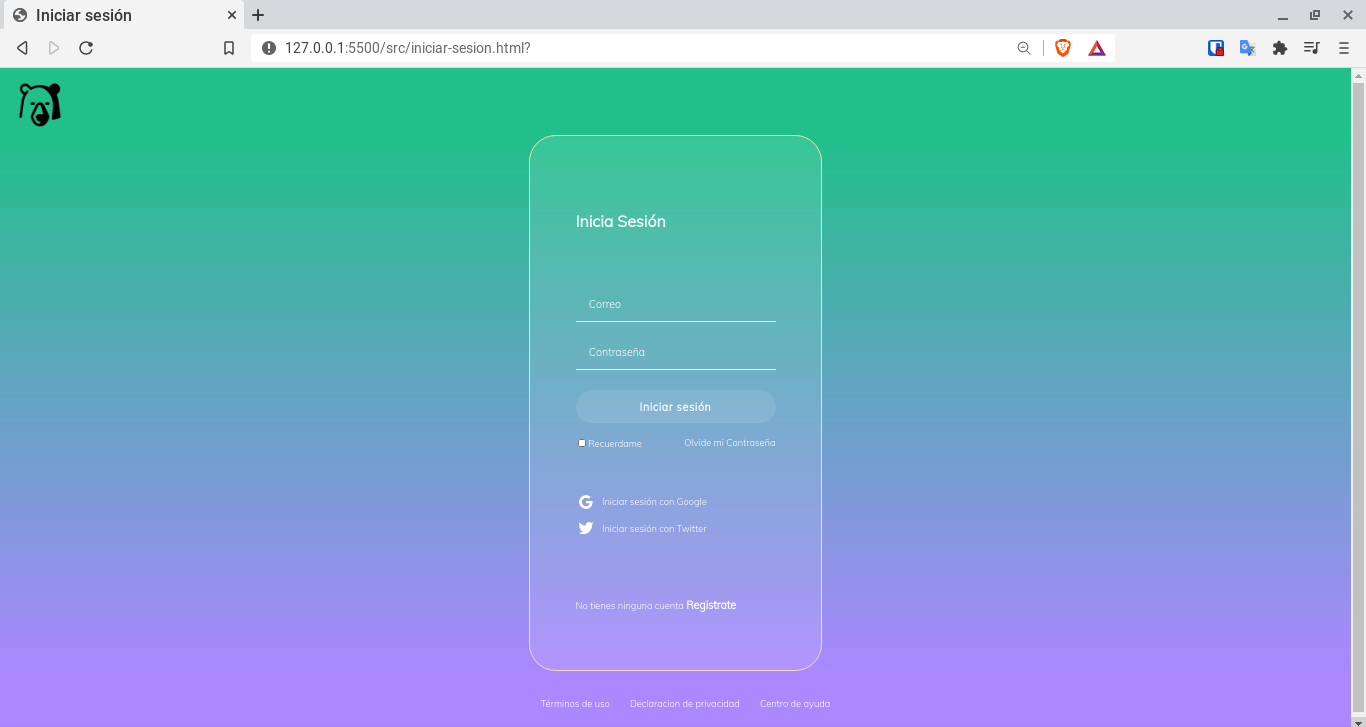 Iniciar sesión
127.0.0.1:5500/src/iniciar-sesion.html?
Inicia Sesión
Correo
Contraseña
Iniciar sesión
Recuerdame
Olvide mi Contraseña
Iniciar sesión con Google
Iniciar sesión con Twitter
No tienes ninguna cuenta Registrate
Términos de uso Declaracion de privacidad Centro de ayuda